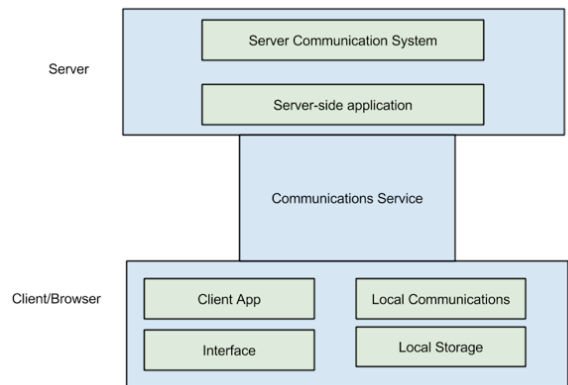 Server Communication System
Server
Server-side application
Communications Service
Client/Browser
Client App
Local Communications
Interface
Local Storage